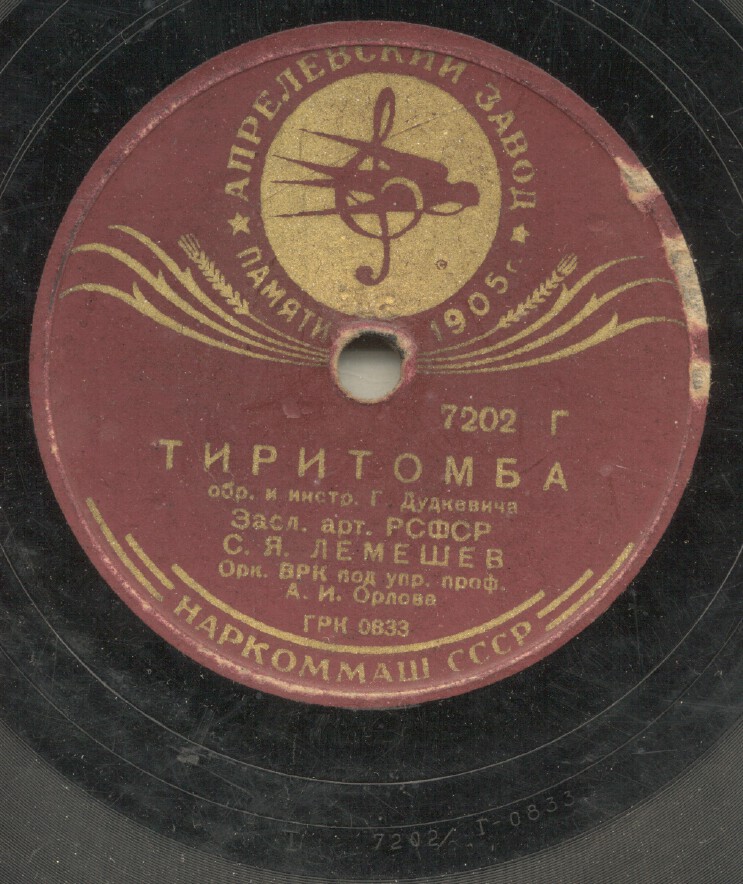 ★ АПРЕЛЕВСКИЙ ЗАВОД ★
ПАМЯТИ 1905 г.
7202 Г
ТИРИТОМБА
обр. и инстр. Г. Дудкевича
Засл. арт. РСФСР
С. Я. ЛЕМЕШЕВ
Орк. ВРК под упр. проф.
А. И. Орлова
ГРК 0833
НАРКОММАШ СССР
I 7202/ Г-0833